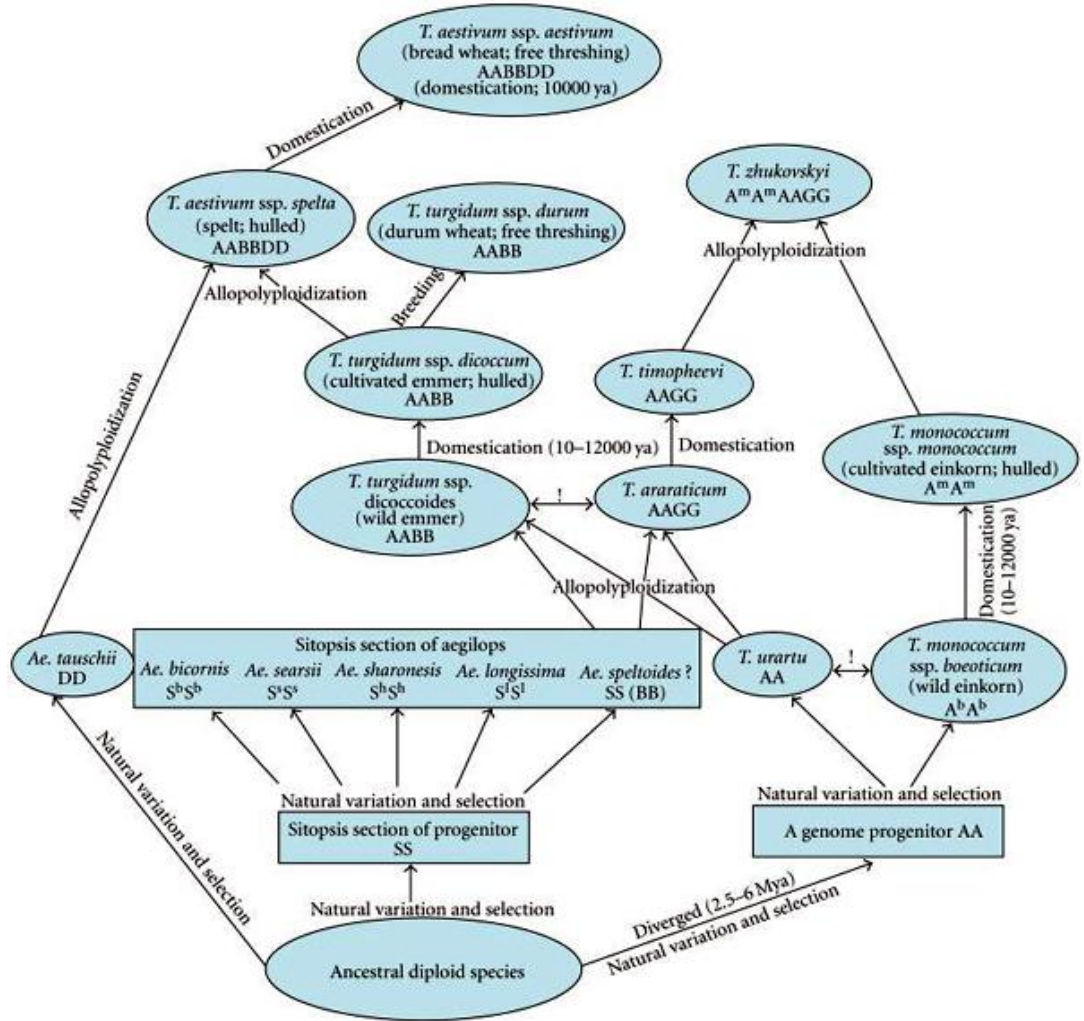 T. aestivum ssp. aestivum
(bread wheat; free threshing)
AABBDD
(domestication; 10000 ya)
Domestication
T. zhukovskyi
AᵐAᵐAAGG
T. aestivum ssp. spelta
(spelt; hulled)
AABBDD
T. turgidum ssp. durum
(durum wheat; free threshing)
AABB
Allopolyploidization
Allopolyploidization
Breeding
T. turgidum ssp. dicoccum
(cultivated emmer; hulled)
AABB
T. timopheevi
AAGG
Allopolyploidization
Domestication (10–12000 ya)
Domestication
T. monococcum
ssp. monococcum
(cultivated einkorn; hulled)
AᵐAᵐ
T. turgidum ssp.
dicoccoides
(wild emmer)
AABB
!
T. araraticum
AAGG
Domestication
(10–12000 ya)
Allopolyploidization
Ae. tauschii
DD
Sitopsis section of aegilops
Ae. bicornis
SᵇSᵇ
Ae. searsii
SˢSˢ
Ae. sharonesis
SʰSʰ
Ae. longissima
SˡSˡ
Ae. speltoides ?
SS (BB)
T. urartu
AA
!
T. monococcum
ssp. boeoticum
(wild einkorn)
AᵇAᵇ
Natural variation and selection
Natural variation and selection
Sitopsis section of progenitor
SS
Natural variation and selection
A genome progenitor AA
Natural variation and selection
Diverged (2.5–6 Mya)
Natural variation and selection
Ancestral diploid species